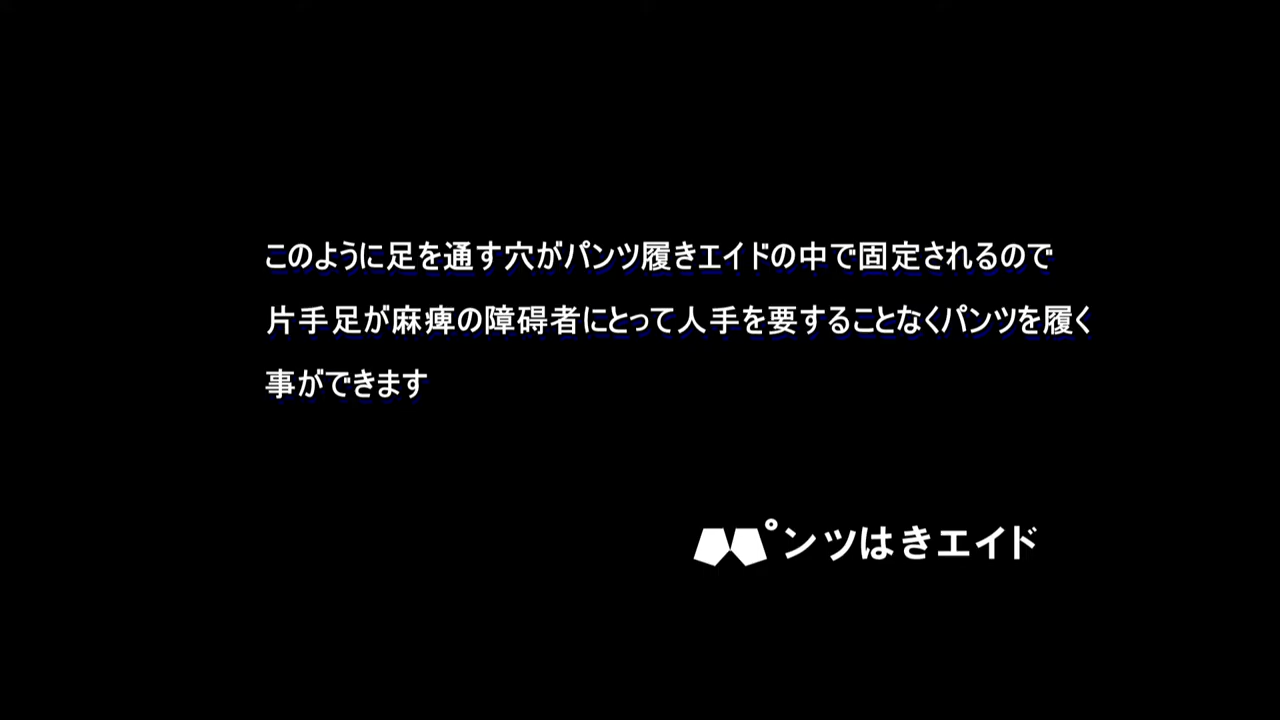 このように足を通す穴がパンツ履きエイドの中で固定されるので
片手足が麻痺の障碍者にとって人手を要することなくパンツを履く
事ができます
パンツはきエイド